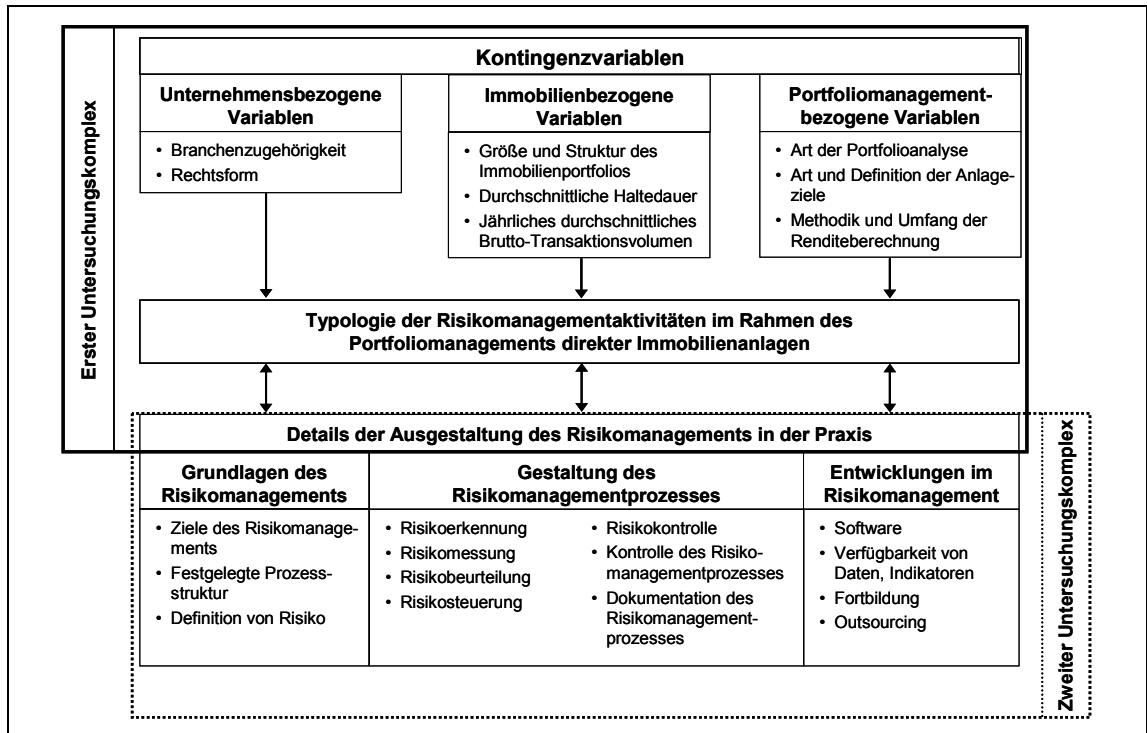 Erster Untersuchungskomplex
Kontingenzvariablen
Unternehmensbezogene
Variablen
• Branchenzugehörigkeit
• Rechtsform
Immobilienbezogene
Variablen
• Größe und Struktur des
Immobilienportfolios
• Durchschnittliche Haltedauer
• Jährliches durchschnittliches
Brutto-Transaktionsvolumen
Portfoliomanagement-
bezogene Variablen
• Art der Portfolioanalyse
• Art und Definition der Anlage-
ziele
• Methodik und Umfang der
Renditeberechnung
Typologie der Risikomanagementaktivitäten im Rahmen des
Portfoliomanagements direkter Immobilienanlagen
Details der Ausgestaltung des Risikomanagements in der Praxis
Grundlagen des
Risikomanagements
• Ziele des Risikomanage-
ments
• Festgelegte Prozess-
struktur
• Definition von Risiko
Gestaltung des
Risikomanagementprozesses
• Risikoerkennung
• Risikomessung
• Risikobeurteilung
• Risikosteuerung
• Risikokontrolle
• Kontrolle des Risiko-
managementprozesses
• Dokumentation des
Risikomanagement-
prozesses
Entwicklungen im
Risikomanagement
• Software
• Verfügbarkeit von
Daten, Indikatoren
• Fortbildung
• Outsourcing
Zweiter Untersuchungskomplex